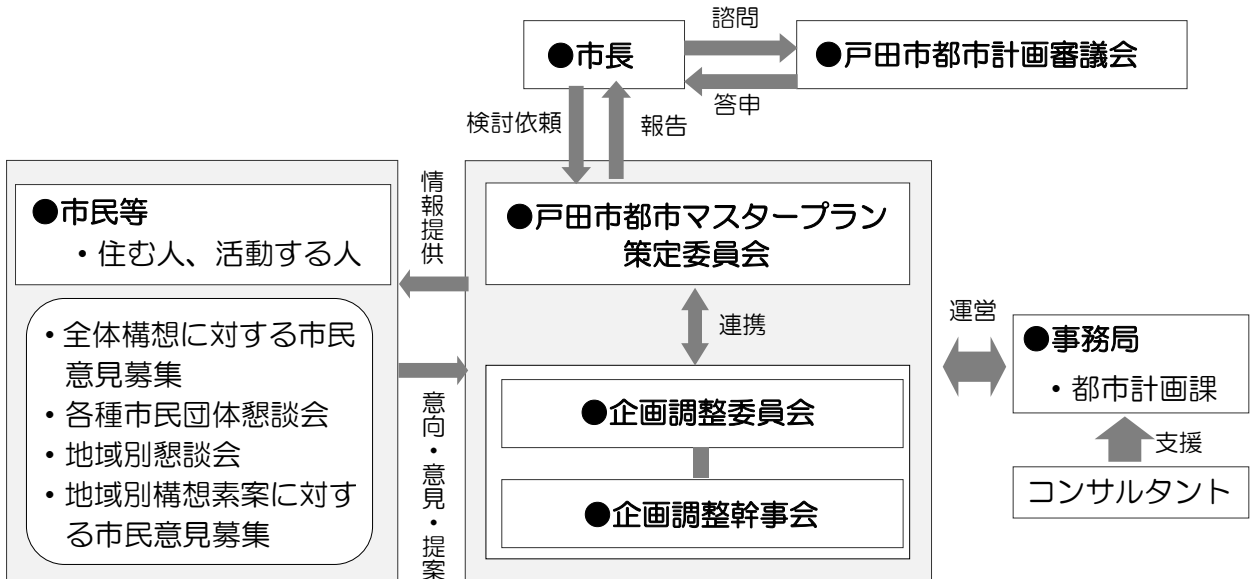 諮問
●市長
●戸田市都市計画審議会
答申
検討依頼
報告
●市民等
・住む人、活動する人
情報提供
●戸田市都市マスタープラン
策定委員会
・全体構想に対する市民
意見募集
・各種市民団体懇談会
・地域別懇談会
・地域別構想素案に対す
る市民意見募集
意向・意見・提案
連携
●企画調整委員会
●企画調整幹事会
運営
●事務局
・都市計画課
支援
コンサルタント